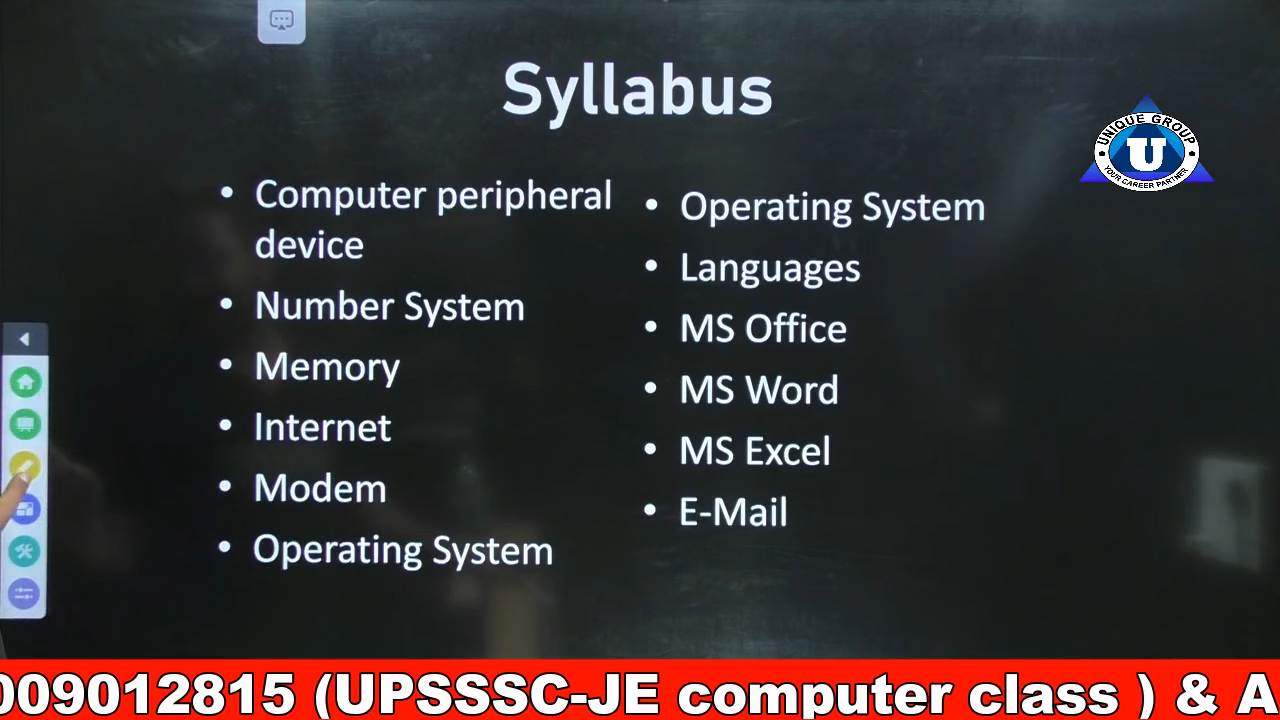 Syllabus
• Computer peripheral
device
• Number System
• Memory
• Internet
• Modem
• Operating System
• Operating System
• Languages
• MS Office
• MS Word
• MS Excel
• E-Mail
UNIQUE GROUP
U
YOUR CAREER PARTNER
009012815 (UPSSSC-JE computer class ) & A